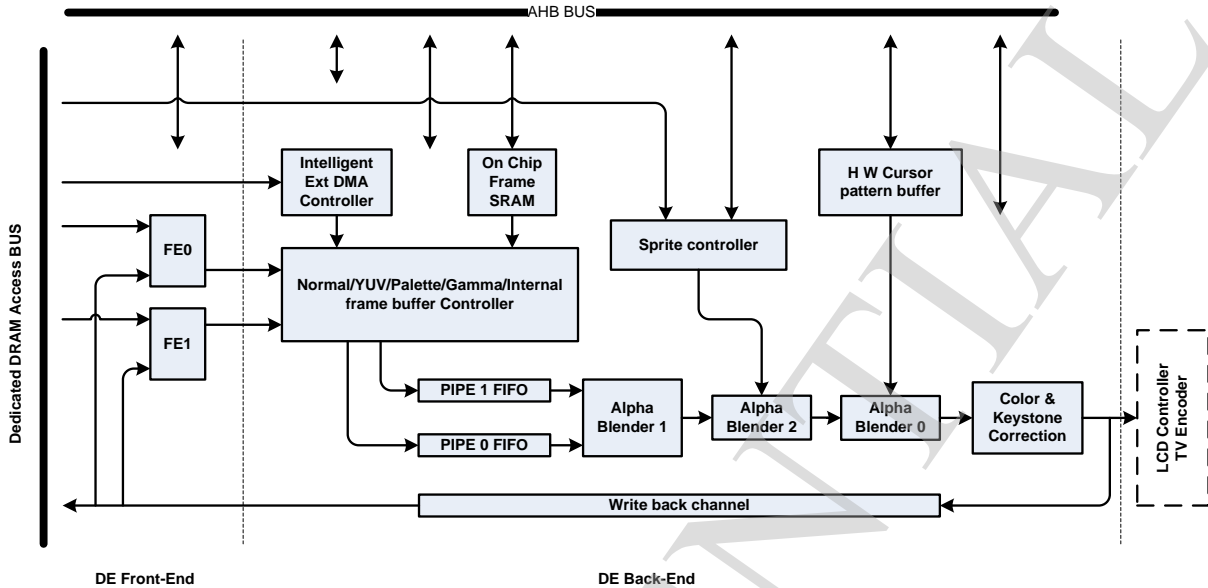 AHB BUS
Dedicated DRAM Access BUS
Intelligent
Ext DMA
Controller
On Chip
Frame
SRAM
H W Cursor
pattern buffer
FE0
Sprite controller
Normal/YUV/Palette/Gamma/Internal
frame buffer Controller
FE1
PIPE 1 FIFO
PIPE 0 FIFO
Alpha
Blender 1
Alpha
Blender 2
Alpha
Blender 0
Color &
Keystone
Correction
LCD Controller
TV Encoder
Write back channel
DE Front-End
DE Back-End
NTIAL